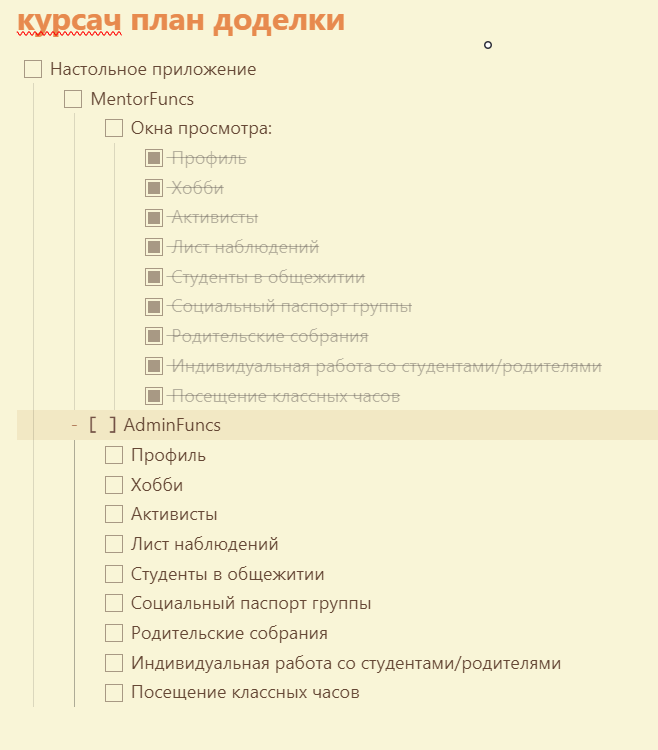 курсач план доделки
Настольное приложение
MentorFuncs
Окна просмотра:
Профиль
Хобби
Активисты
Лист наблюдений
Студенты в общежитии
Социальный паспорт группы
Родительские собрания
Индивидуальная работа со студентами/родителями
Посещение классных часов
- [ ] AdminFuncs
Профиль
Хобби
Активисты
Лист наблюдений
Студенты в общежитии
Социальный паспорт группы
Родительские собрания
Индивидуальная работа со студентами/родителями
Посещение классных часов